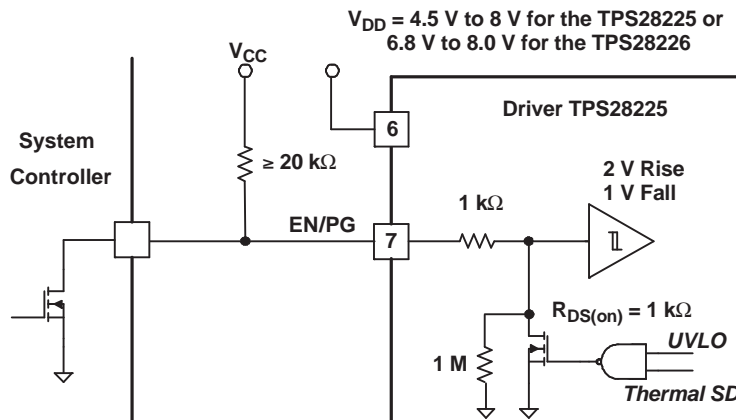 V_DD = 4.5 V to 8 V for the TPS28225 or
6.8 V to 8.0 V for the TPS28226
V_CC
6
Driver TPS28225
System
Controller
≥ 20 kΩ
2 V Rise
1 V Fall
1 kΩ
EN/PG
7
R_DS(on) = 1 kΩ
1 M
UVLO
Thermal SD